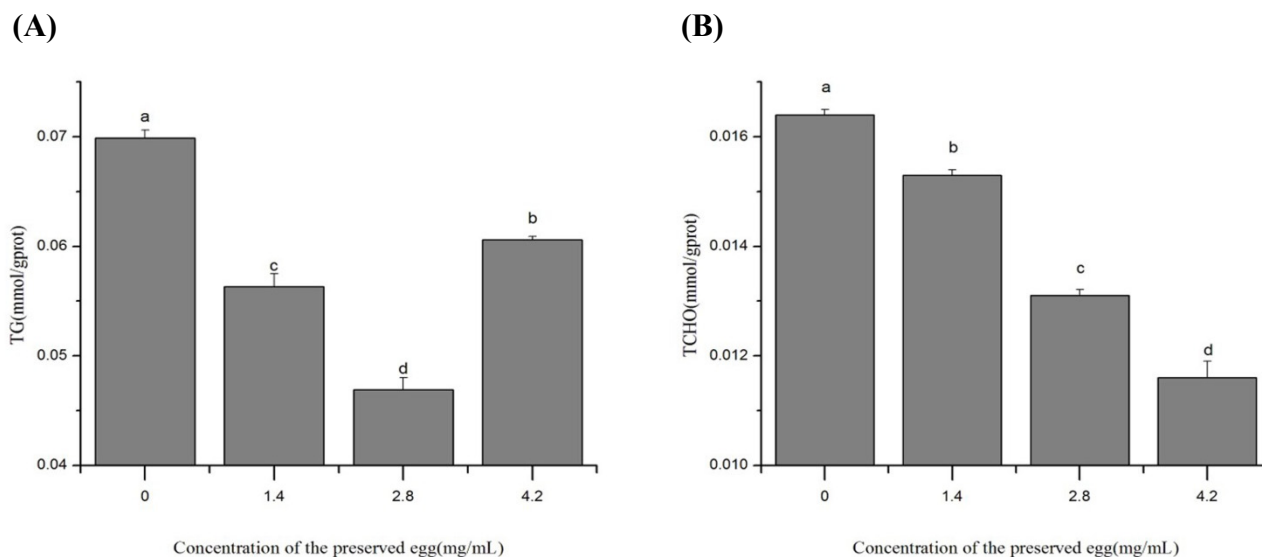 (A)
TG(mmol/gprot)
0.07
0.06
0.05
0.04
a
c
d
b
0
1.4
2.8
4.2
Concentration of the preserved egg(mg/mL)
(B)
TCHO(mmol/gprot)
0.016
0.014
0.012
0.010
a
b
c
d
0
1.4
2.8
4.2
Concentration of the preserved egg(mg/mL)